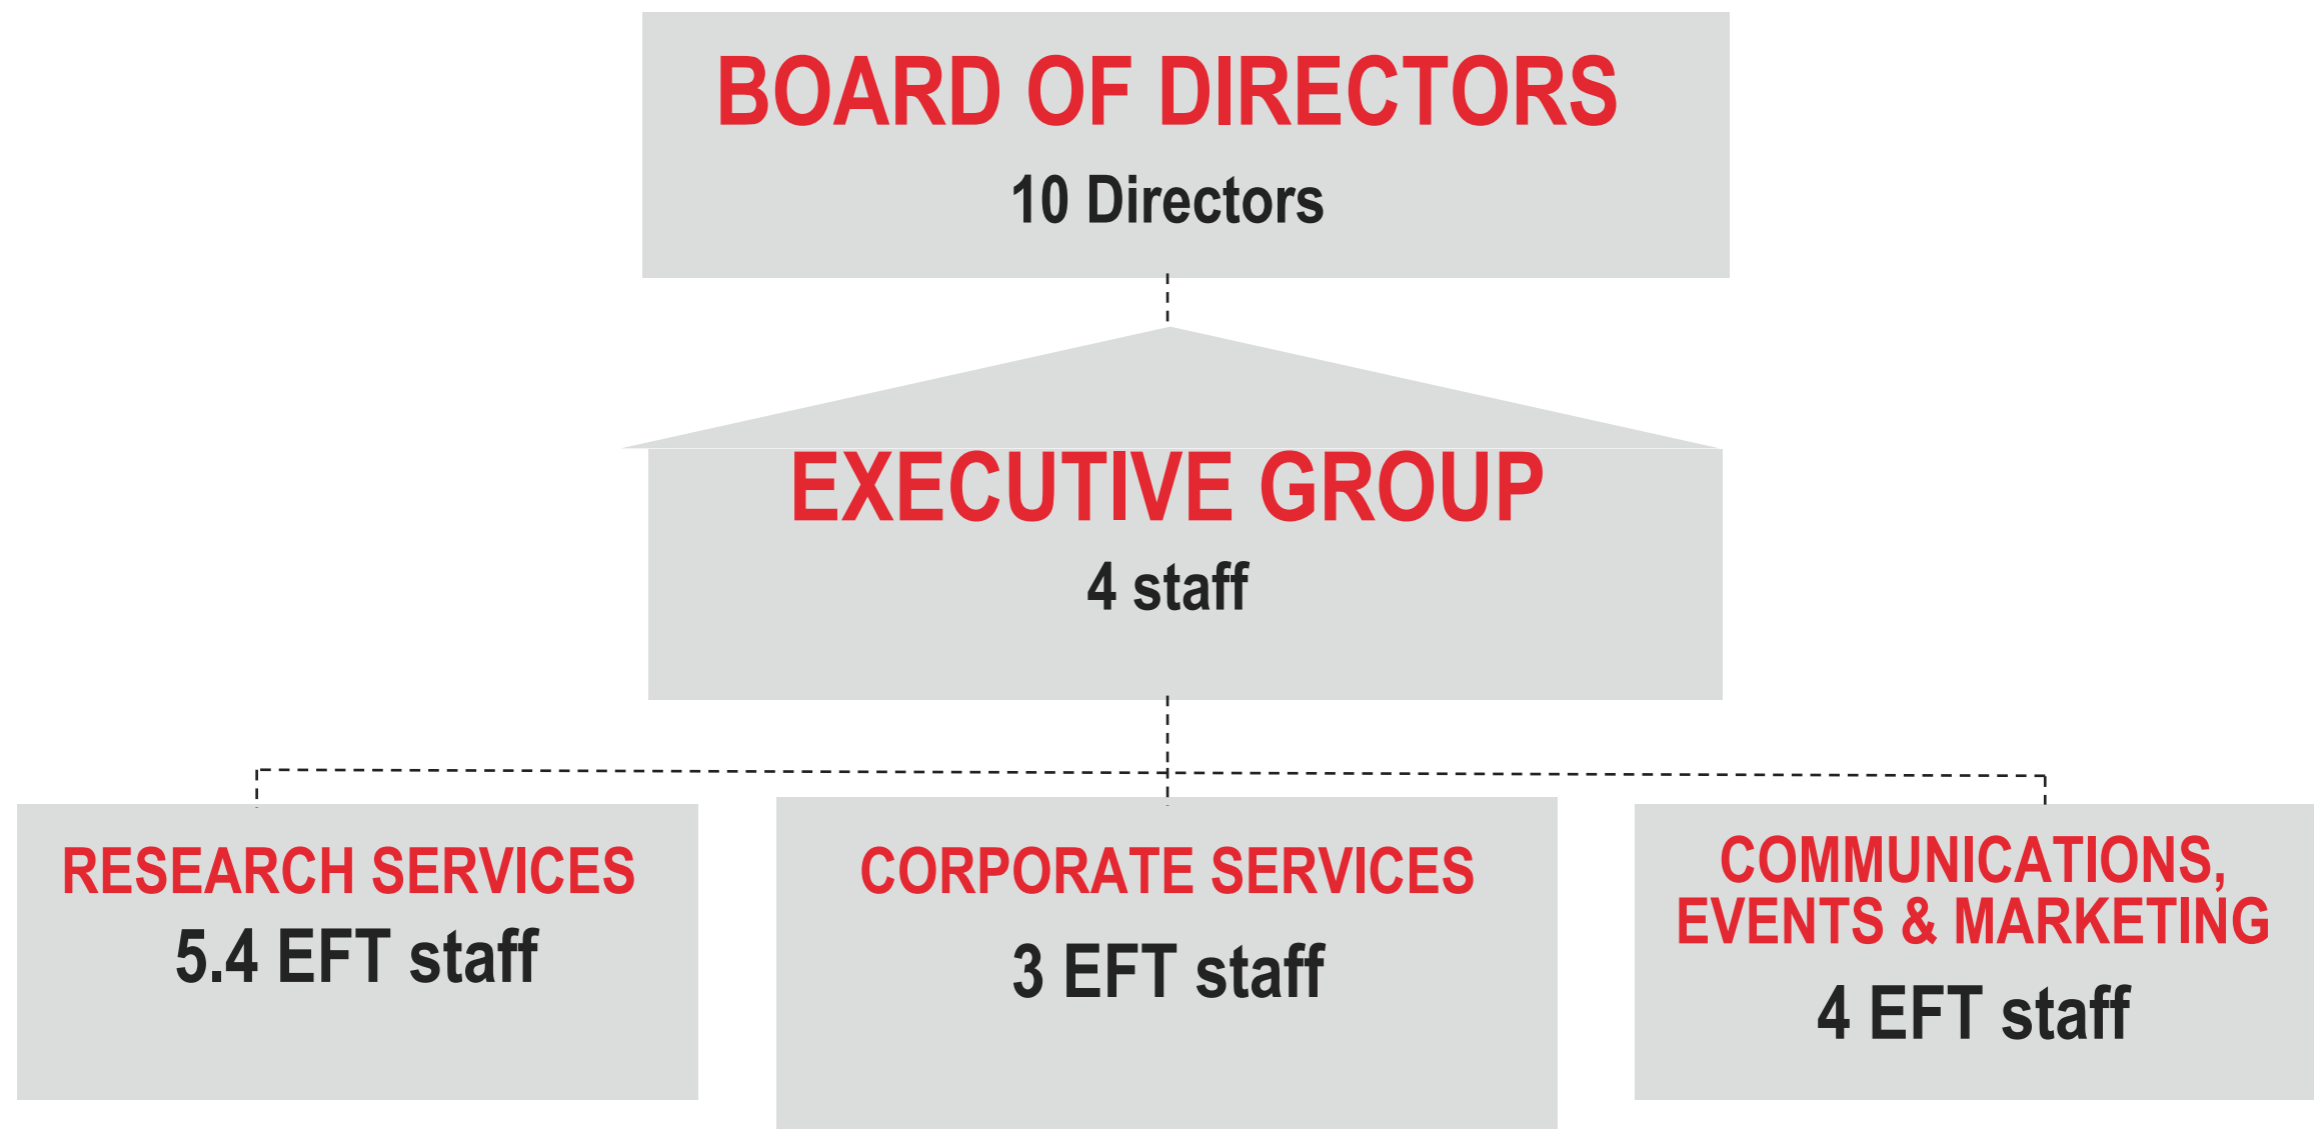 BOARD OF DIRECTORS
10 Directors
EXECUTIVE GROUP
4 staff
RESEARCH SERVICES
5.4 EFT staff
CORPORATE SERVICES
3 EFT staff
COMMUNICATIONS,
EVENTS & MARKETING
4 EFT staff